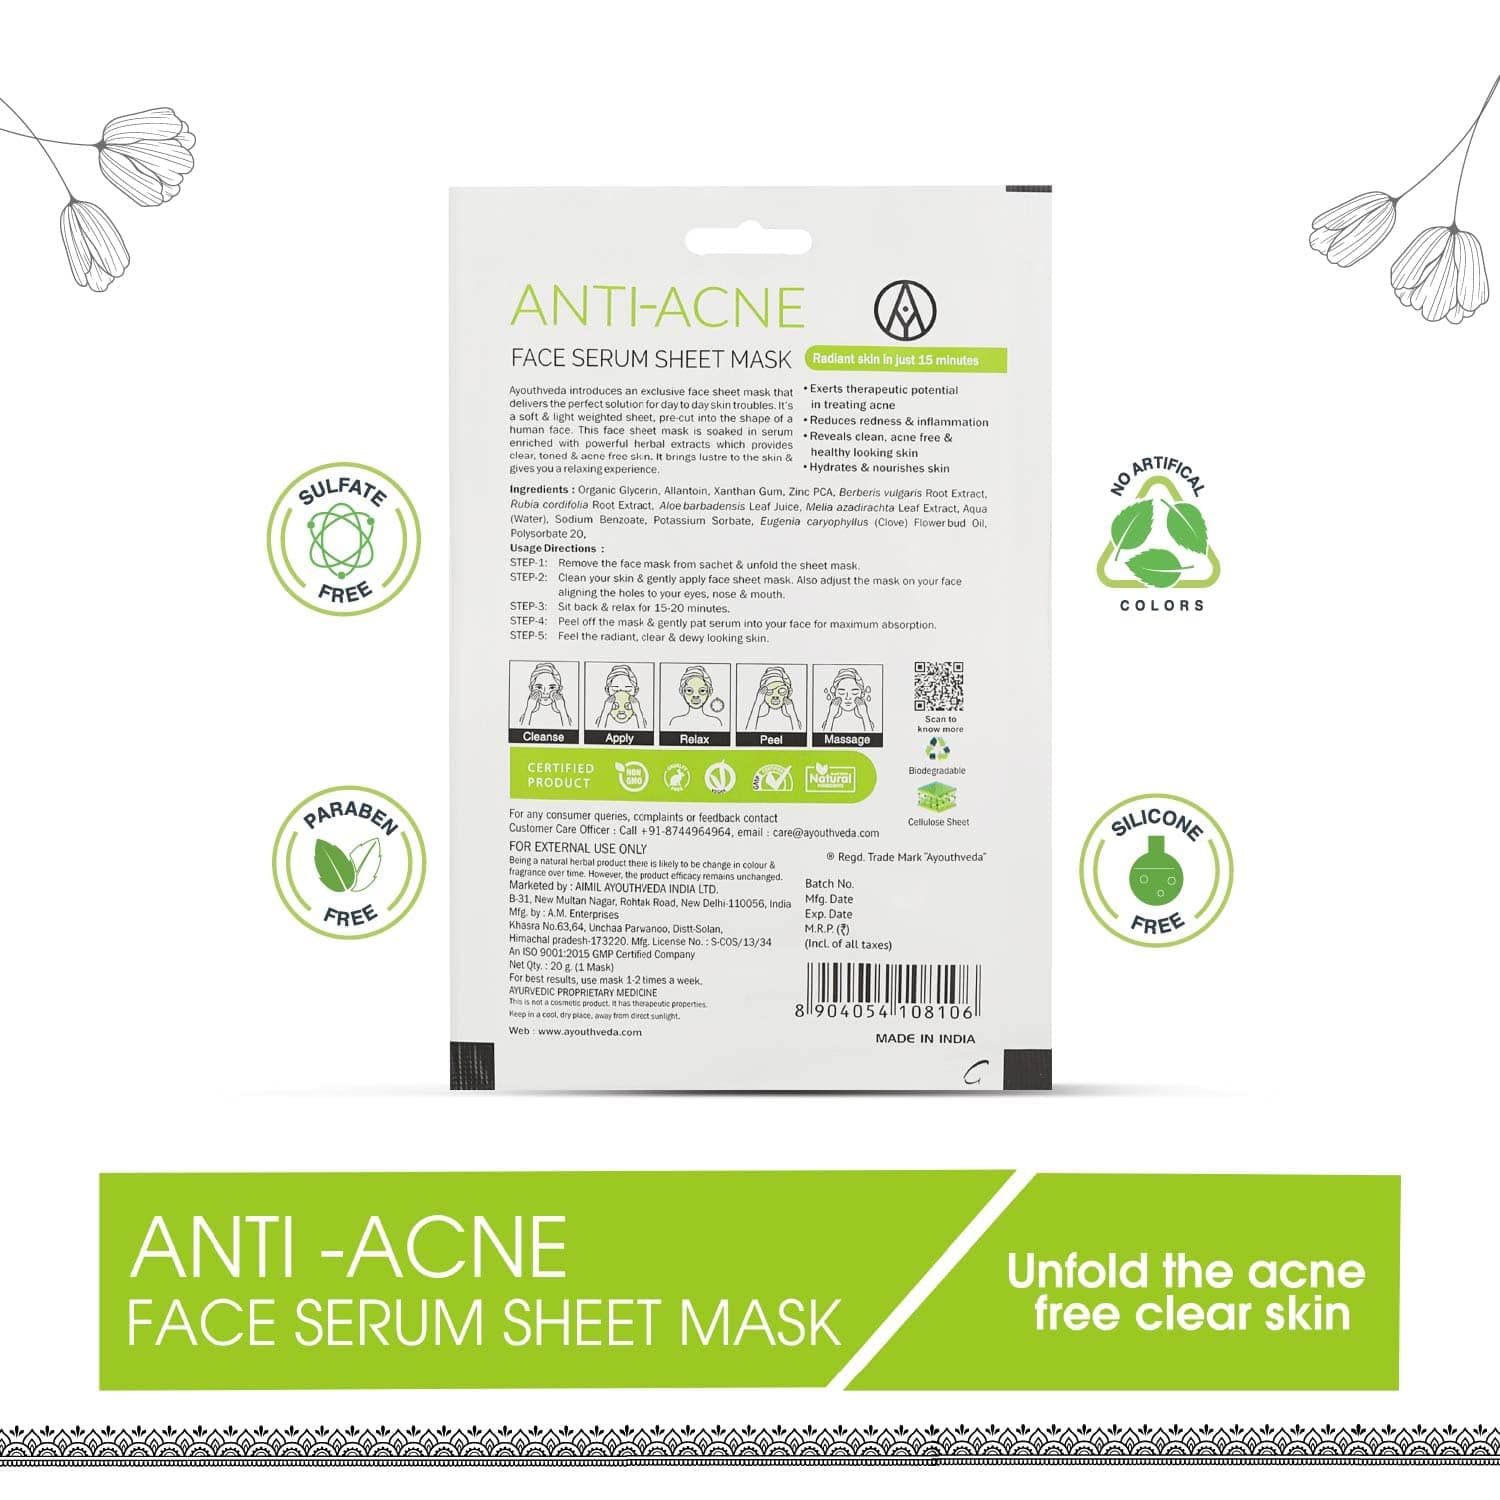 ANTI-ACNE
FACE SERUM SHEET MASK
Radiant skin in just 15 minutes
Ayouthveda introduces an exclusive face sheet mask that
delivers the perfect solution for day to day skin troubles. It's
a soft & light weighted sheet, pre-cut into the shape of a
human face. This face sheet mask is soaked in serum
enriched with powerful herbal extracts which provides
clear, toned & acne free skin. It brings lustre to the skin &
gives you a relaxing experience.
• Exerts therapeutic potential
in treating acne
• Reduces redness & inflammation
• Reveals clean, acne free &
healthy looking skin
• Hydrates & nourishes skin
Ingredients : Organic Glycerin, Allantoin, Xanthan Gum, Zinc PCA, Berberis vulgaris Root Extract,
Rubia cordifolia Root Extract, Aloe barbadensis Leaf Juice, Melia azadirachta Leaf Extract, Aqua
(Water), Sodium Benzoate, Potassium Sorbate, Eugenia caryophyllus (Clove) Flower bud Oil,
Polysorbate 20,
Usage Directions :
STEP-1: Remove the face mask from sachet & unfold the sheet mask.
STEP-2: Clean your skin & gently apply face sheet mask. Also adjust the mask on your face
aligning the holes to your eyes, nose & mouth.
STEP-3: Sit back & relax for 15-20 minutes.
STEP-4: Peel off the mask & gently pat serum into your face for maximum absorption.
STEP-5: Feel the radiant, clear & dewy looking skin.
Cleanse
Apply
Relax
Peel
Massage
Scan to
know more
Biodegradable
Cellulose Sheet
CERTIFIED
PRODUCT
NON
GMO
CRUELTY
FREE
VEGAN
GMP CERTIFIED
Natural
For any consumer queries, complaints or feedback contact
Customer Care Officer : Call +91-8744964964, email : care@ayouthveda.com
FOR EXTERNAL USE ONLY
Being a natural herbal product there is likely to be change in colour &
fragrance over time. However, the product efficacy remains unchanged.
Marketed by : AIMIL AYOUTHVEDA INDIA LTD.
B-31, New Multan Nagar, Rohtak Road, New Delhi-110056, India
Mfg. by : A.M. Enterprises
Khasra No.63,64, Unchaa Parvanoo, Distt-Solan,
Himachal pradesh-173220. Mfg. License No. : S-COS/13/34
An ISO 9001:2015 GMP Certified Company
Net Qty. : 20 g. (1 Mask)
For best results, use mask 1-2 times a week.
AYURVEDIC PROPRIETARY MEDICINE
This is not a cosmetic product. It has therapeutic properties.
Keep in a cool, dry place, away from direct sunlight.
Web : www.ayouthveda.com
® Regd. Trade Mark "Ayouthveda"
Batch No.
Mfg. Date
Exp. Date
M.R.P. (₹)
(Incl. of all taxes)
8 904054 108106
MADE IN INDIA
SULFATE
FREE
PARABEN
FREE
NO ARTIFICAL
COLORS
SILICONE
FREE
ANTI -ACNE
FACE SERUM SHEET MASK
Unfold the acne
free clear skin